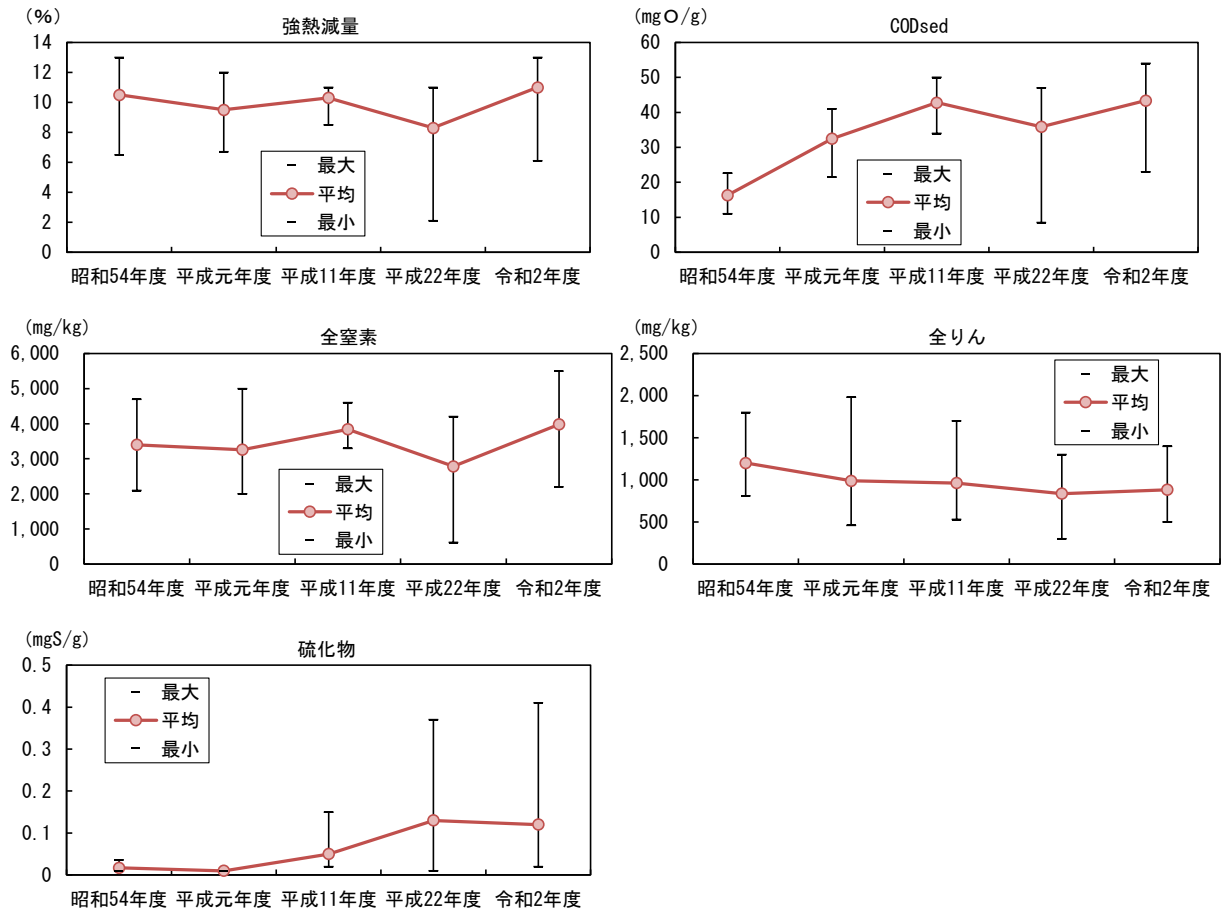 (％)
強熱減量
14
12
10
8
6
4
2
0
最大
平均
最小
昭和54年度 平成元年度 平成11年度 平成22年度 令和2年度
(mgO/g)
CODsed
60
50
40
30
20
10
0
最大
平均
最小
昭和54年度 平成元年度 平成11年度 平成22年度 令和2年度
(mg/kg)
全窒素
6,000
5,000
4,000
3,000
2,000
1,000
0
最大
平均
最小
昭和54年度 平成元年度 平成11年度 平成22年度 令和2年度
(mg/kg)
全りん
2,500
2,000
1,500
1,000
500
0
最大
平均
最小
昭和54年度 平成元年度 平成11年度 平成22年度 令和2年度
(mgS/g)
硫化物
0.5
0.4
0.3
0.2
0.1
0
最大
平均
最小
昭和54年度 平成元年度 平成11年度 平成22年度 令和2年度